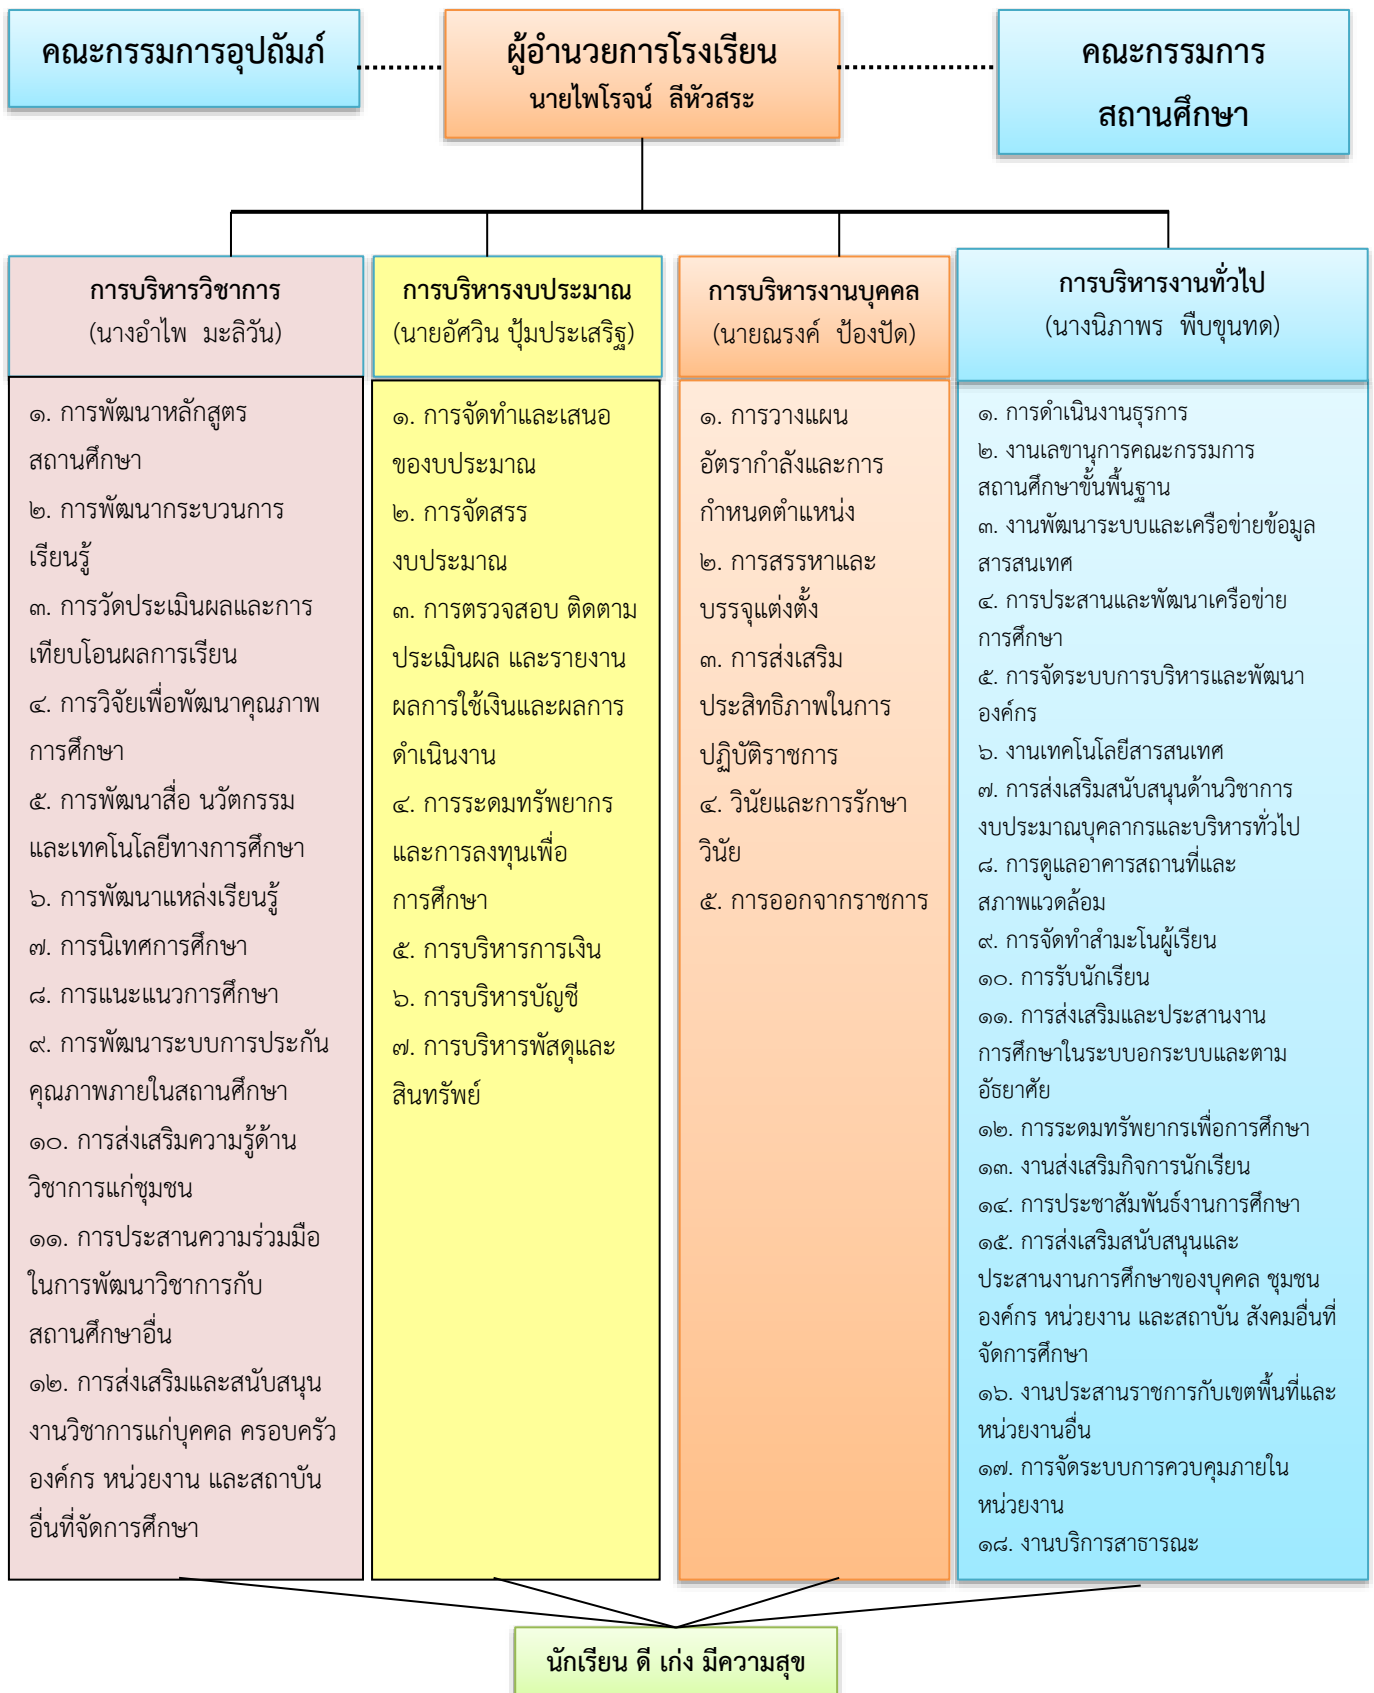 คณะกรรมการอุปถัมภ์
ผู้อำนวยการโรงเรียน
นายไพโรจน์ ลีหัวสระ
คณะกรรมการ
สถานศึกษา
การบริหารวิชาการ
(นางอำไพ มะลิวัน)
๑. การพัฒนาหลักสูตร
สถานศึกษา
๒. การพัฒนากระบวนการ
เรียนรู้
๓. การวัดประเมินผลและการ
เทียบโอนผลการเรียน
๔. การวิจัยเพื่อพัฒนาคุณภาพ
การศึกษา
๕. การพัฒนาสื่อ นวัตกรรม
และเทคโนโลยีทางการศึกษา
๖. การพัฒนาแหล่งเรียนรู้
๗. การนิเทศการศึกษา
๘. การแนะแนวการศึกษา
๙. การพัฒนาระบบการประกัน
คุณภาพภายในสถานศึกษา
๑๐. การส่งเสริมความรู้ด้าน
วิชาการแก่ชุมชน
๑๑. การประสานความร่วมมือ
ในการพัฒนาวิชาการกับ
สถานศึกษาอื่น
๑๒. การส่งเสริมและสนับสนุน
งานวิชาการแก่บุคคล ครอบครัว
องค์กร หน่วยงาน และสถาบัน
อื่นที่จัดการศึกษา
การบริหารงบประมาณ
(นายอัศวิน ปุ้มประเสริฐ)
๑. การจัดทำและเสนอ
ของบประมาณ
๒. การจัดสรร
งบประมาณ
๓. การตรวจสอบ ติดตาม
ประเมินผล และรายงาน
ผลการใช้เงินและผลการ
ดำเนินงาน
๔. การระดมทรัพยากร
และการลงทุนเพื่อ
การศึกษา
๕. การบริหารการเงิน
๖. การบริหารบัญชี
๗. การบริหารพัสดุและ
สินทรัพย์
การบริหารงานบุคคล
(นายณรงค์ ป้องปัด)
๑. การวางแผน
อัตรากำลังและการ
กำหนดตำแหน่ง
๒. การสรรหาและ
บรรจุแต่งตั้ง
๓. การส่งเสริม
ประสิทธิภาพในการ
ปฏิบัติราชการ
๔. วินัยและการรักษา
วินัย
๕. การออกจากราชการ
การบริหารงานทั่วไป
(นางนิภาพร พืบขุนทด)
๑. การดำเนินงานธุรการ
๒. งานเลขานุการคณะกรรมการ
สถานศึกษาขั้นพื้นฐาน
๓. งานพัฒนาระบบและเครือข่ายข้อมูล
สารสนเทศ
๔. การประสานและพัฒนาเครือข่าย
การศึกษา
๕. การจัดระบบการบริหารและพัฒนา
องค์กร
๖. งานเทคโนโลยีสารสนเทศ
๗. การส่งเสริมสนับสนุนด้านวิชาการ
งบประมาณบุคลากรและบริหารทั่วไป
๘. การดูแลอาคารสถานที่และ
สภาพแวดล้อม
๙. การจัดทำสำมะโนผู้เรียน
๑๐. การรับนักเรียน
๑๑. การส่งเสริมและประสานงาน
การศึกษาในระบบอกระบบและตาม
อัธยาศัย
๑๒. การระดมทรัพยากรเพื่อการศึกษา
๑๓. งานส่งเสริมกิจการนักเรียน
๑๔. การประชาสัมพันธ์งานการศึกษา
๑๕. การส่งเสริมสนับสนุนและ
ประสานงานการศึกษาของบุคคล ชุมชน
องค์กร หน่วยงาน และสถาบัน สังคมอื่นที่
จัดการศึกษา
๑๖. งานประสานราชการกับเขตพื้นที่และ
หน่วยงานอื่น
๑๗. การจัดระบบการควบคุมภายใน
หน่วยงาน
๑๘. งานบริการสาธารณะ
นักเรียน ดี เก่ง มีความสุข